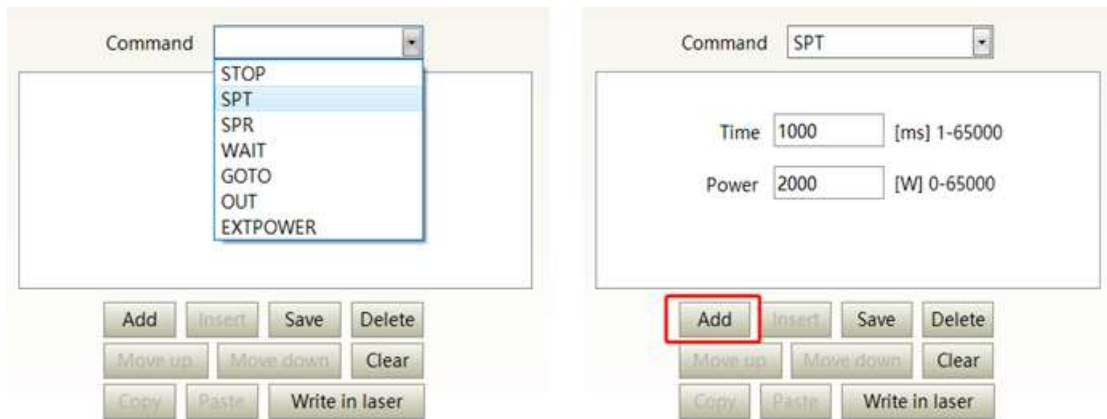 Command
STOP
SPT
SPR
WAIT
GOTO
OUT
EXTPOWER
Add Insert Save Delete
Move up Move down Clear
Copy Paste Write in laser
Command SPT
Time 1000 [ms] 1-65000
Power 2000 [W] 0-65000
Add Insert Save Delete
Move up Move down Clear
Copy Paste Write in laser